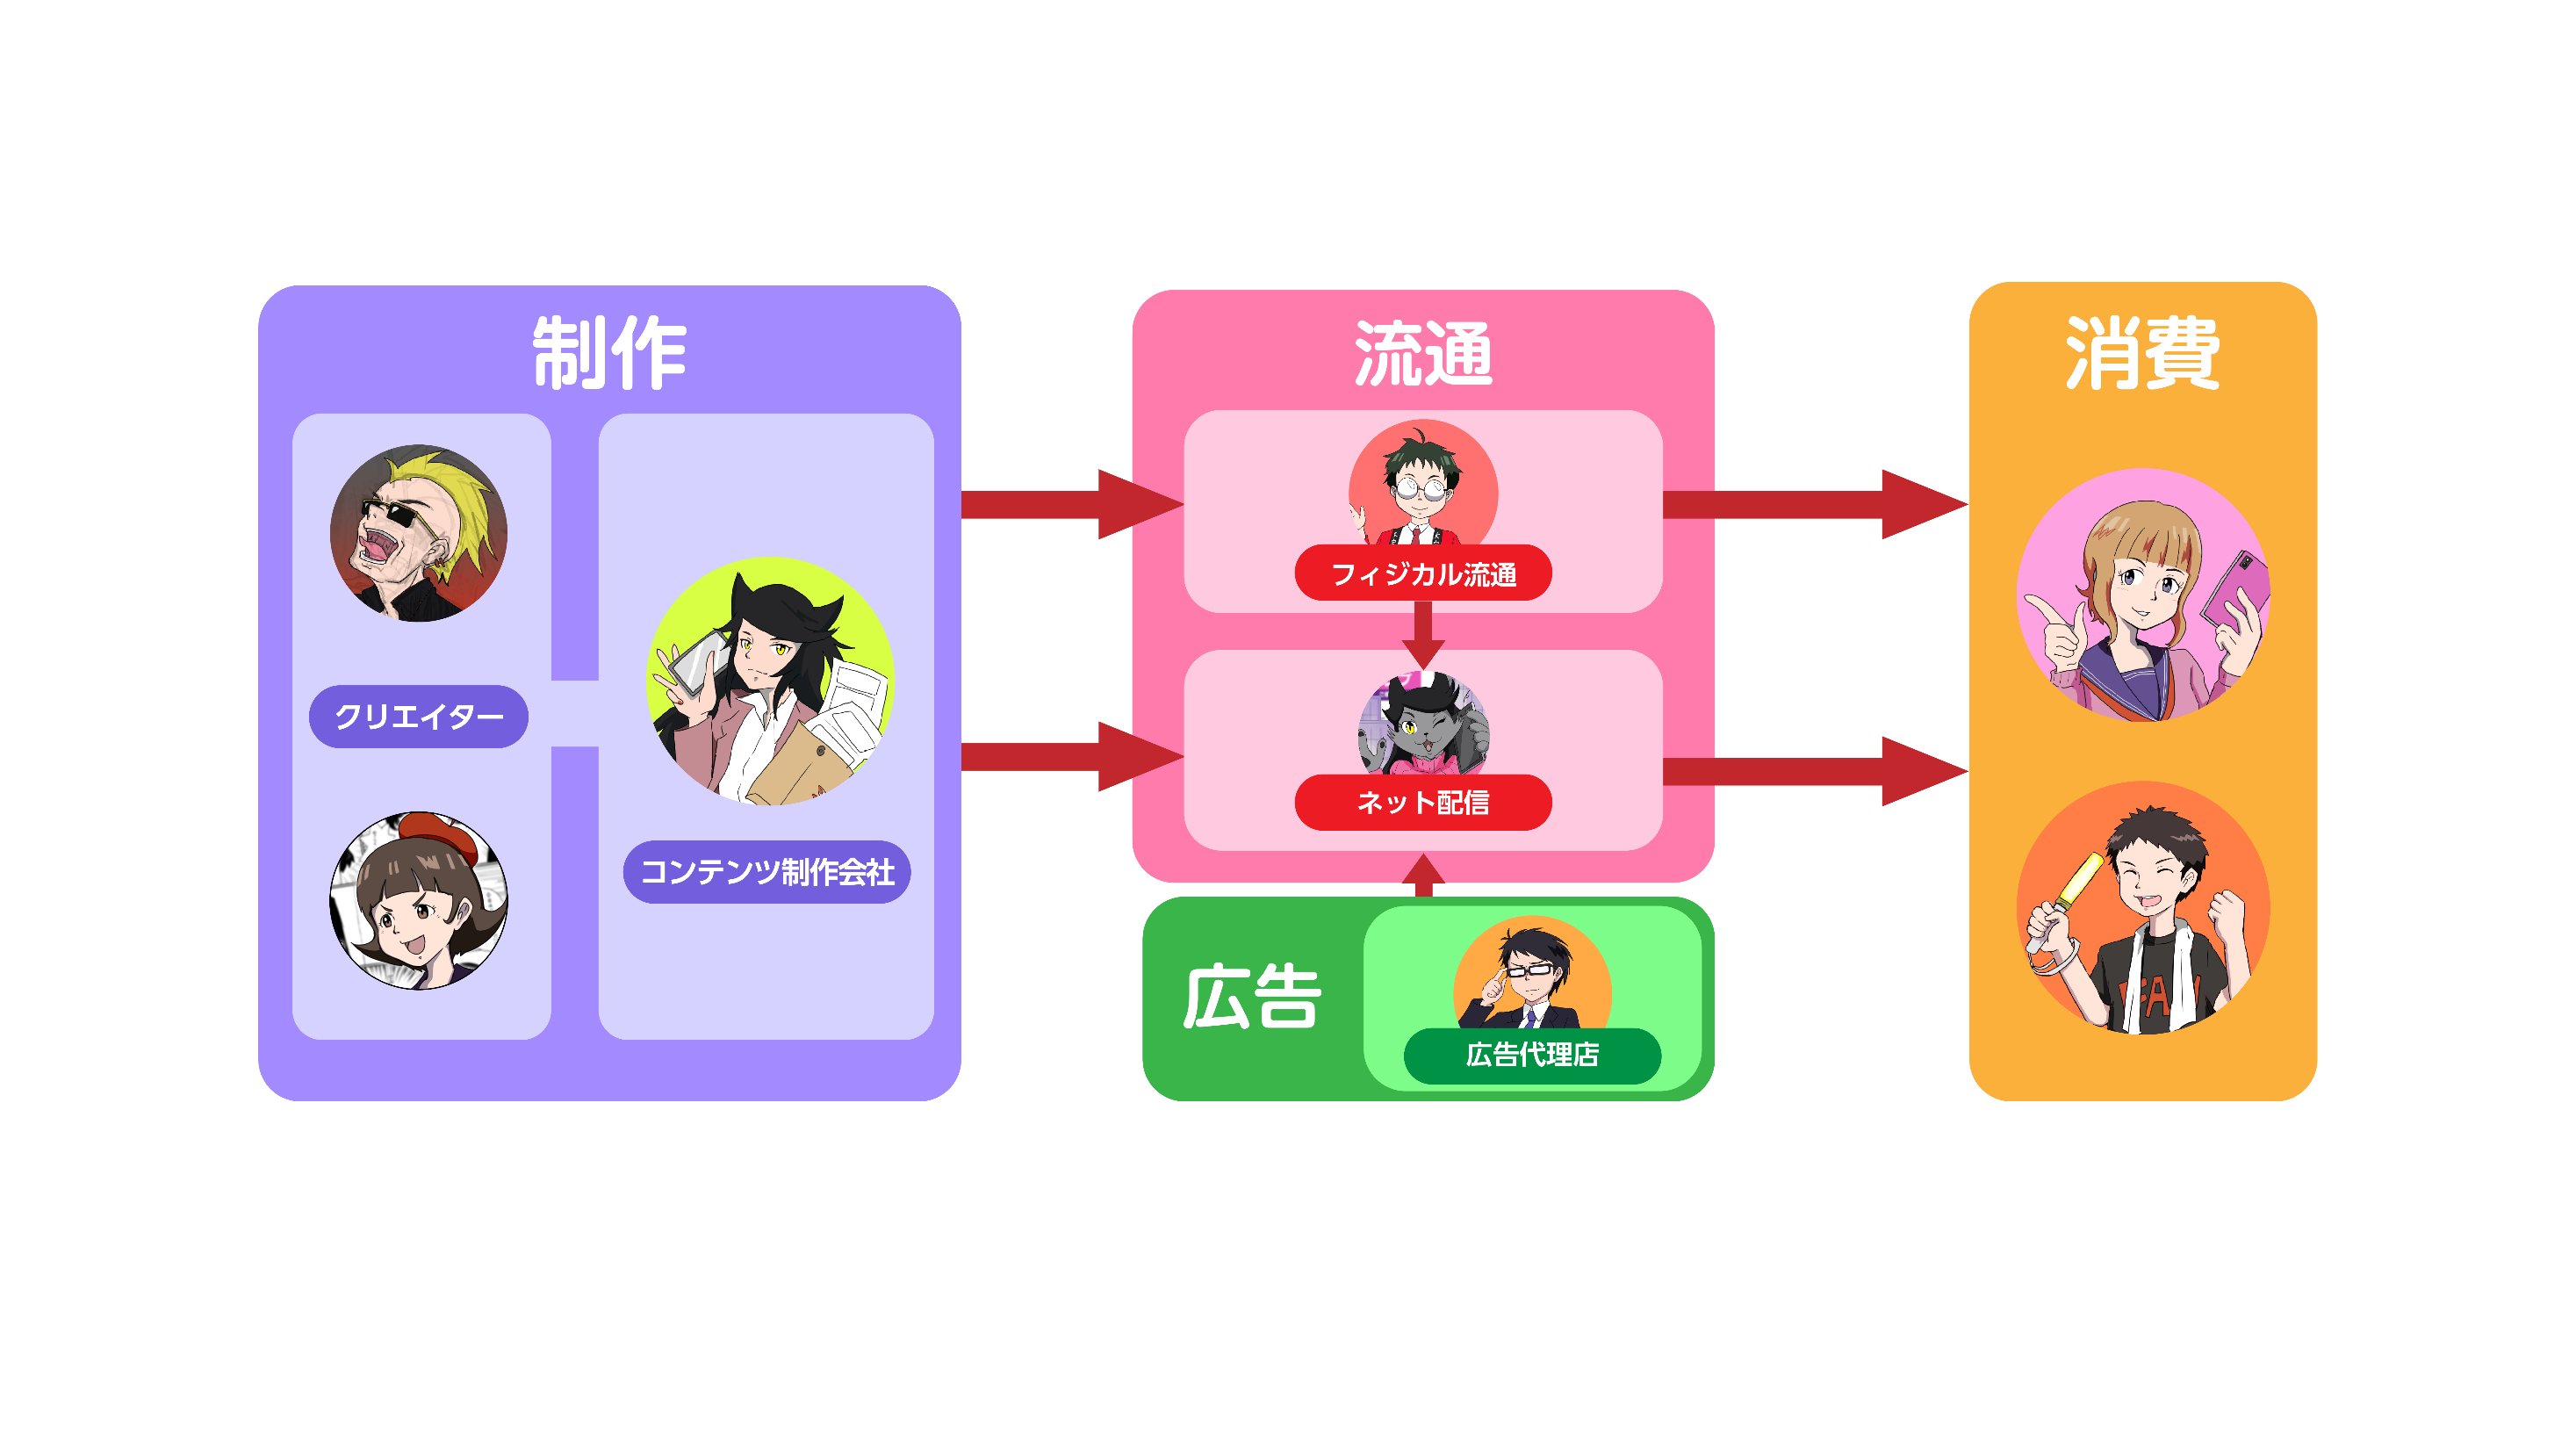 制作
クリエイター
コンテンツ制作会社
流通
フィジカル流通
ネット配信
広告
広告代理店
消費